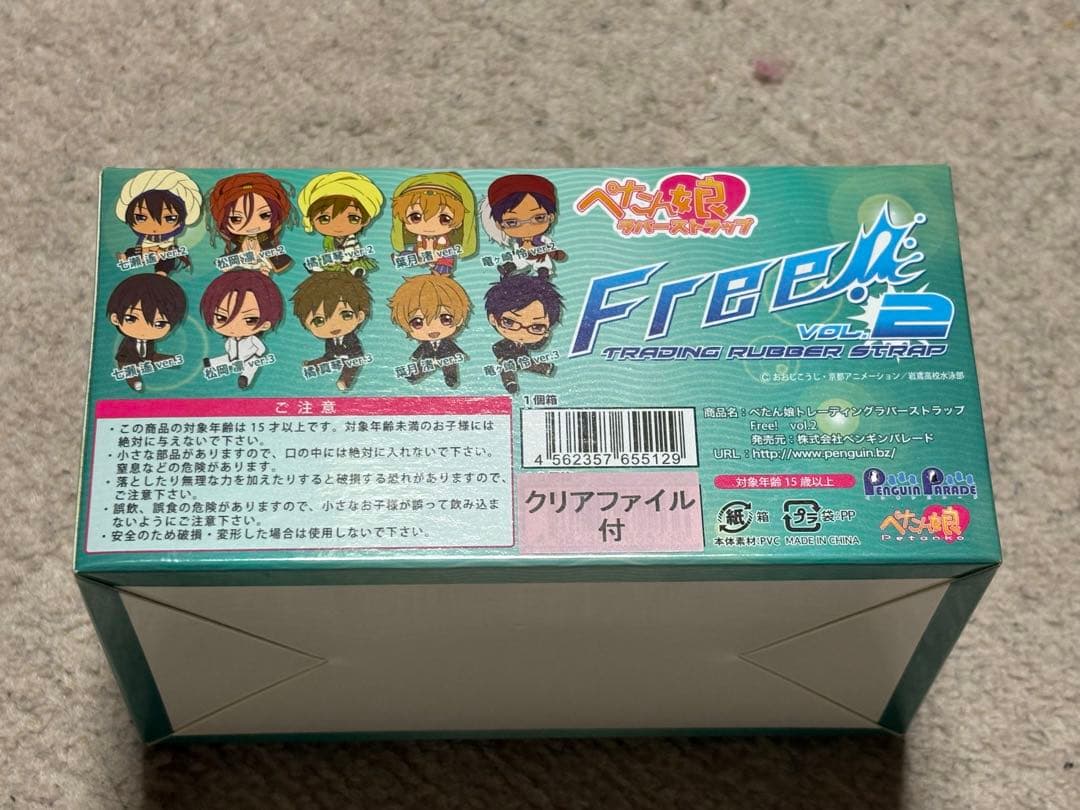 七瀬 遙 ver.2
松岡 凛 ver.2
橘 真琴 ver.2
葉月 渚 ver.2
竜ヶ崎 怜 ver.2
七瀬 遙 ver.3
松岡 凛 ver.3
橘 真琴 ver.3
葉月 渚 ver.3
竜ヶ崎 怜 ver.3
ぺたん娘
ラバーストラップ
Free!
VOL.2
TRADING RUBBER STRAP
© おおじこうじ・京都アニメーション/岩鳶高校水泳部
ご注意
・この商品の対象年齢は15才以上です。対象年齢未満のお子様には
絶対に与えないで下さい。
・小さな部品がありますので、口の中には絶対に入れないで下さい。
窒息などの危険があります。
・落としたり無理な力を加えたりすると破損する恐れがありますので、
ご注意下さい。
・誤飲、誤食の危険がありますので、小さなお子様が誤って飲み込ま
ないようにご注意下さい。
・安全のため破損・変形した場合は使用しないで下さい。
1個箱
4 562357 655129
クリアファイル
付
商品名:ぺたん娘トレーディングラバーストラップ
Free! vol.2
発売元:株式会社ペンギンパレード
URL:http://www.penguin.bz/
対象年齢15歳以上
PENGUIN PARADE
紙 箱
プラ 袋:PP
本体素材:PVC MADE IN CHINA
ぺたん娘
Petanko